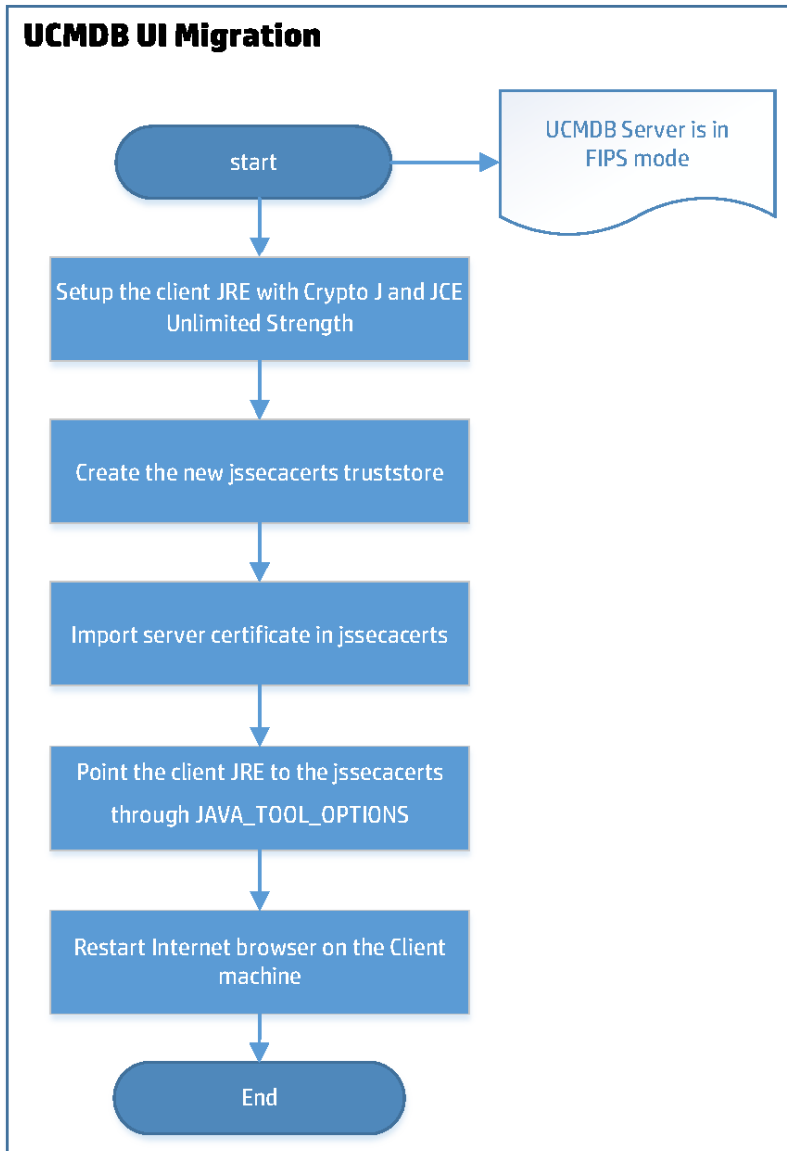 UCMDB UI Migration
start
UCMDB Server is in
FIPS mode
Setup the client JRE with Crypto J and JCE
Unlimited Strength
Create the new jssecacerts truststore
Import server certificate in jssecacerts
Point the client JRE to the jssecacerts
through JAVA_TOOL_OPTIONS
Restart Internet browser on the Client
machine
End